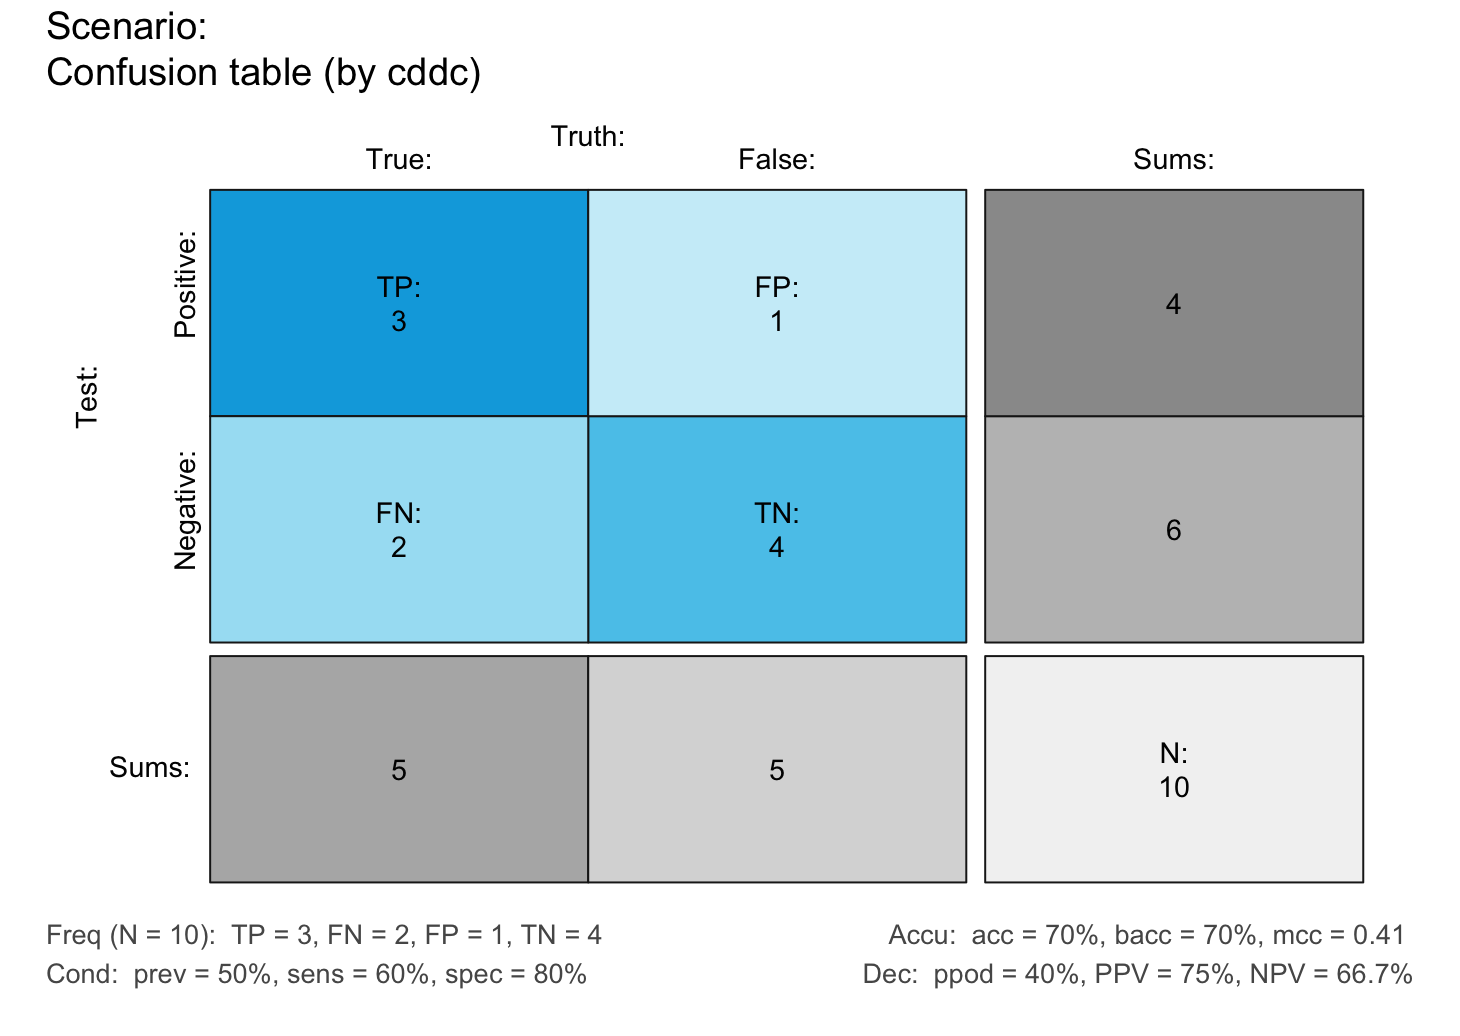 Scenario:
Confusion table (by cddc)
Truth:
True:
False:
Sums:
Test:
Positive:
TP:
3
FP:
1
4
Negative:
FN:
2
TN:
4
6
Sums:
5
5
N:
10
Freq (N = 10):  TP = 3, FN = 2, FP = 1, TN = 4
Accu:  acc = 70%, bacc = 70%, mcc = 0.41
Cond:  prev = 50%, sens = 60%, spec = 80%
Dec:  ppod = 40%, PPV = 75%, NPV = 66.7%